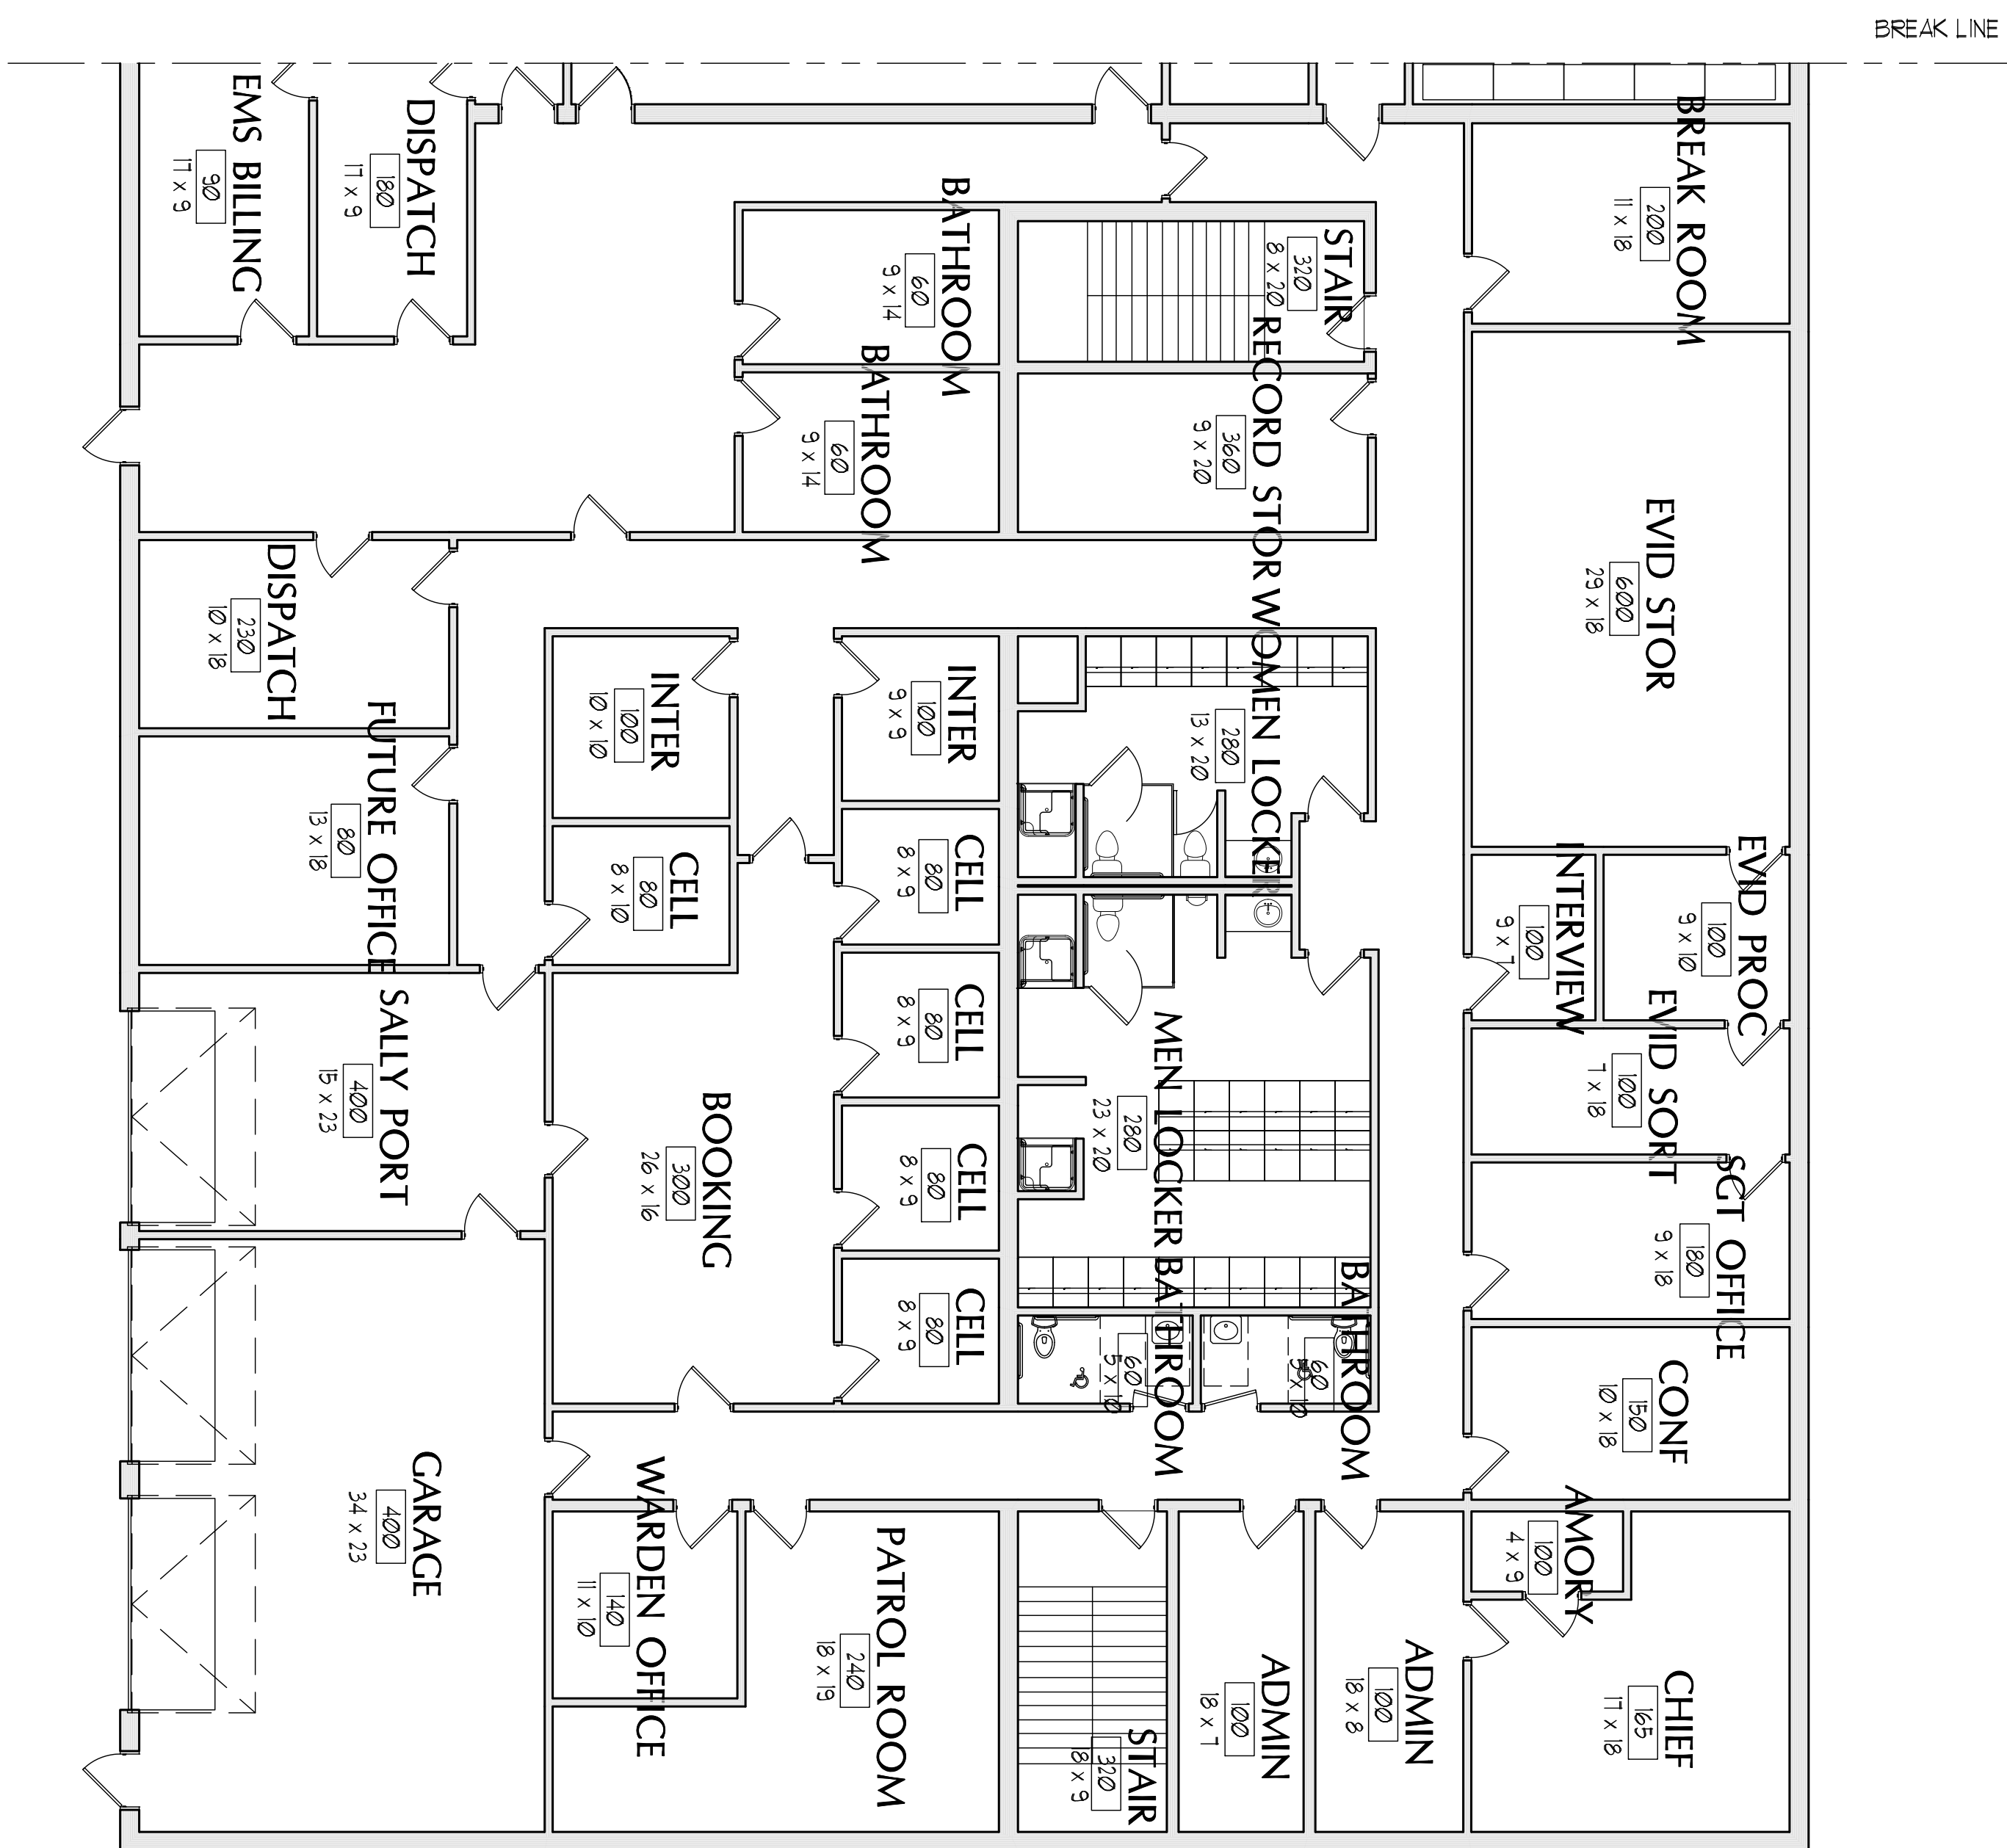 BREAK LINE
EMS BILLING
90
17 x 9
DISPATCH
180
17 x 9
BATHROOM
60
9 x 14
STAIR
320
8 x 20
BREAK ROOM
200
11 x 18
BATHROOM
60
9 x 14
RECORD STOR
360
9 x 20
EVID STOR
600
29 x 18
DISPATCH
230
10 x 18
INTER
100
10 x 10
INTER
100
9 x 9
WOMEN LOCKER
280
13 x 20
FUTURE OFFICE
80
13 x 18
CELL
80
8 x 10
CELL
80
8 x 9
INTERVIEW
100
9 x 7
EVID PROC
100
9 x 10
SALLY PORT
400
15 x 23
CELL
80
8 x 9
EVID SORT
100
7 x 18
BOOKING
300
26 x 16
CELL
80
8 x 9
MEN LOCKER
280
23 x 20
SGT OFFICE
180
9 x 18
CELL
80
8 x 9
BATHROOM
60
5 x 10
BATHROOM
60
5 x 10
CONF
150
10 x 18
GARAGE
400
34 x 23
WARDEN OFFICE
140
11 x 10
PATROL ROOM
240
18 x 19
STAIR
320
18 x 9
ADMIN
100
18 x 7
ADMIN
100
18 x 8
AMORY
100
4 x 9
CHIEF
165
17 x 18